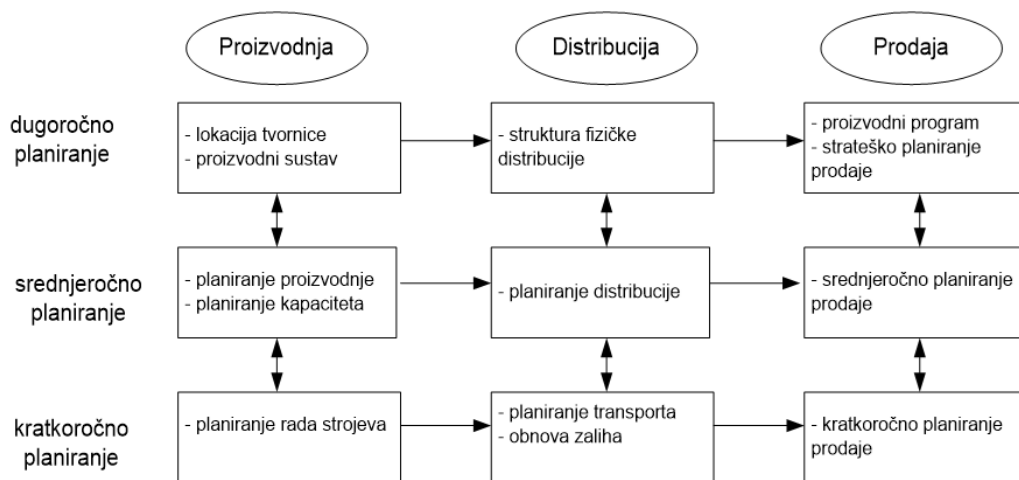 Proizvodnja
Distribucija
Prodaja
dugoročno
planiranje
- lokacija tvornice
- proizvodni sustav
- struktura fizičke
distribucije
- proizvodni program
- strateško planiranje
prodaje
srednjeročno
planiranje
- planiranje proizvodnje
- planiranje kapaciteta
- planiranje distribucije
- srednjeročno planiranje
prodaje
kratkoročno
planiranje
- planiranje rada strojeva
- planiranje transporta
- obnova zaliha
- kratkoročno planiranje
prodaje